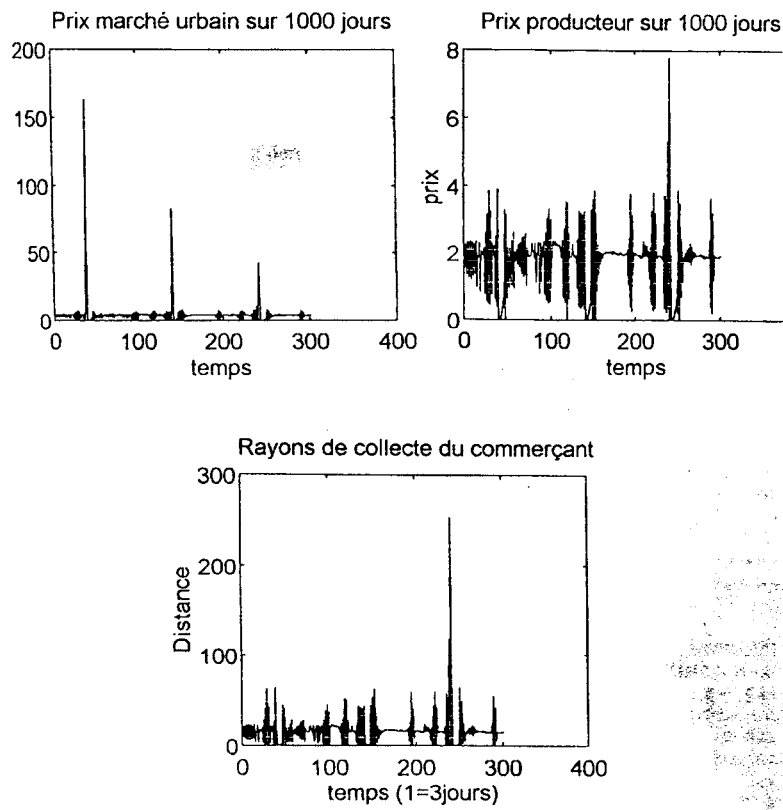 Prix marché urbain sur 1000 jours
200
150
100
50
0
0 100 200 300 400
temps
Prix producteur sur 1000 jours
prix
8
6
4
2
0
0 100 200 300
temps
Rayons de collecte du commerçant
Distance
300
200
100
0
0 100 200 300 400
temps (1=3jours)